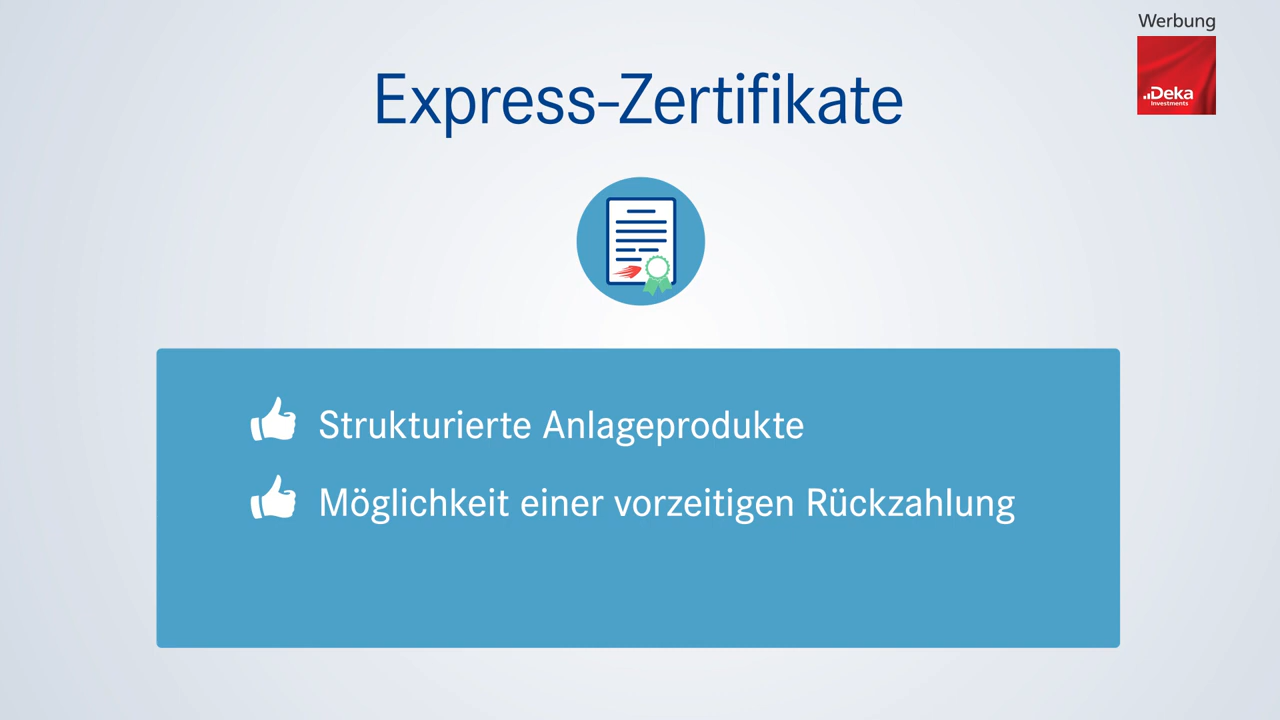 Werbung
Deka
Investments
Express-Zertifikate
Strukturierte Anlageprodukte
Möglichkeit einer vorzeitigen Rückzahlung